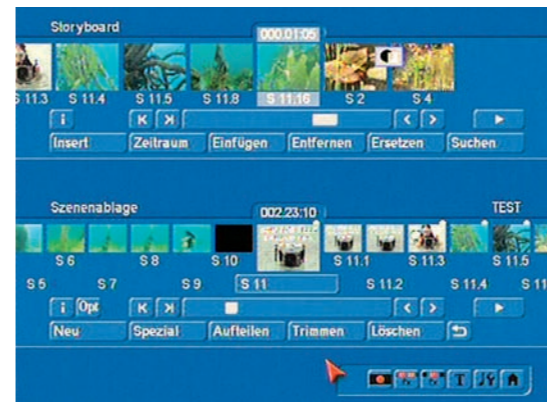 Storyboard
000.01:05
S 11.3 S 11.4 S 11.5 S 11.8 S 11.16 S 2 S 4
i
Insert Zeitraum Einfügen Entfernen Ersetzen Suchen
Szenenablage 002.23:10 TEST
S 6 S 8 S 10 S 11.1 S 11.3 S 11.5
S 5 S 7 S 9 S 11 S 11.2 S 11.4 S 11
i Opt
Neu Spezial Aufteilen Trimmen Löschen
T